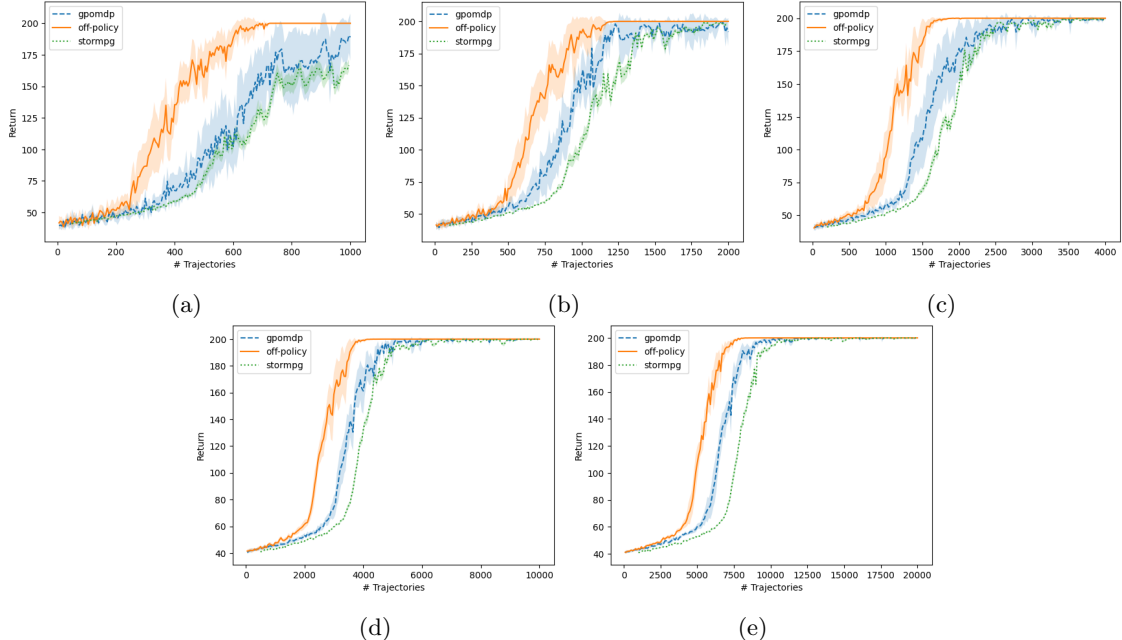 gpomdp
off-policy
stormpg
200
175
150
125
100
75
50
Return
0
200
400
600
800
1000
# Trajectories
(a)
gpomdp
off-policy
stormpg
200
175
150
125
100
75
50
Return
0
250
500
750
1000
1250
1500
1750
2000
# Trajectories
(b)
gpomdp
off-policy
stormpg
200
175
150
125
100
75
50
Return
0
500
1000
1500
2000
2500
3000
3500
4000
# Trajectories
(c)
gpomdp
off-policy
stormpg
200
180
160
140
120
100
80
60
40
Return
0
2000
4000
6000
8000
10000
# Trajectories
(d)
gpomdp
off-policy
stormpg
200
180
160
140
120
100
80
60
40
Return
0
2500
5000
7500
10000
12500
15000
17500
20000
# Trajectories
(e)